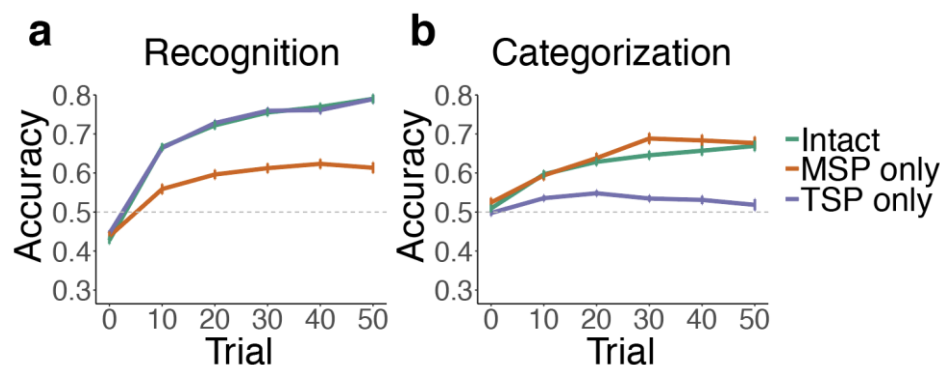 a
Recognition
Accuracy
0.8
0.7
0.6
0.5
0.4
0.3
0 10 20 30 40 50
Trial
b
Categorization
Accuracy
0.8
0.7
0.6
0.5
0.4
0.3
0 10 20 30 40 50
Trial
Intact
MSP only
TSP only